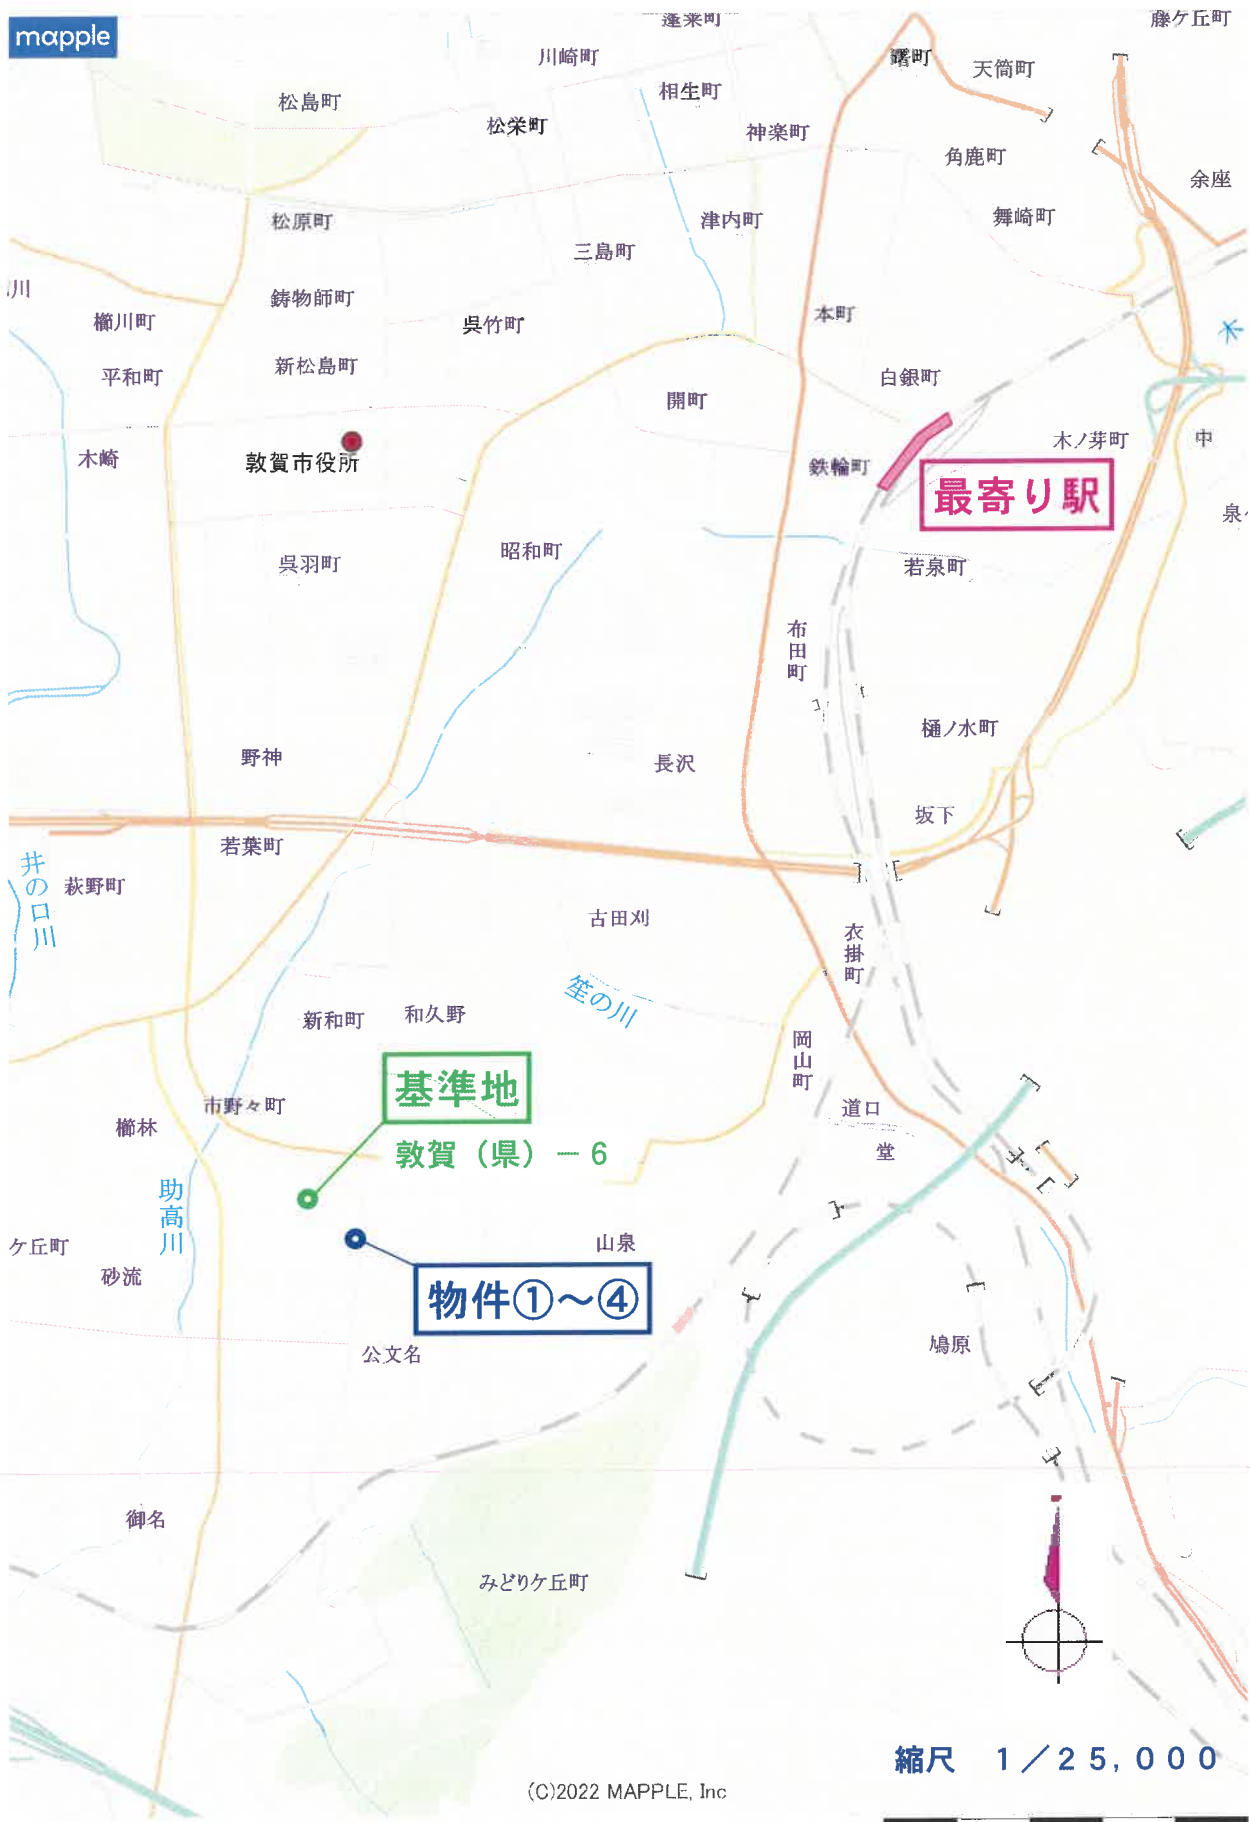 mapple
蓬莱町
藤ケ丘町
川崎町
曙町
天筒町
松島町
相生町
松栄町
神楽町
角鹿町
余座
松原町
津内町
舞崎町
三島町
川
鋳物師町
櫛川町
呉竹町
本町
平和町
新松島町
白銀町
開町
木崎
敦賀市役所
鉄輪町
木ノ芽町
中
最寄り駅
泉ケ
呉羽町
昭和町
若泉町
布田町
樋ノ水町
野神
長沢
坂下
若葉町
井の口川
萩野町
古田刈
衣掛町
笙の川
新和町
和久野
岡山町
基準地
市野々町
櫛林
道口
敦賀（県）－6
堂
助高川
ケ丘町
山泉
砂流
物件①～④
公文名
鳩原
御名
みどりケ丘町
縮尺 1／25,000
(C)2022 MAPPLE, Inc